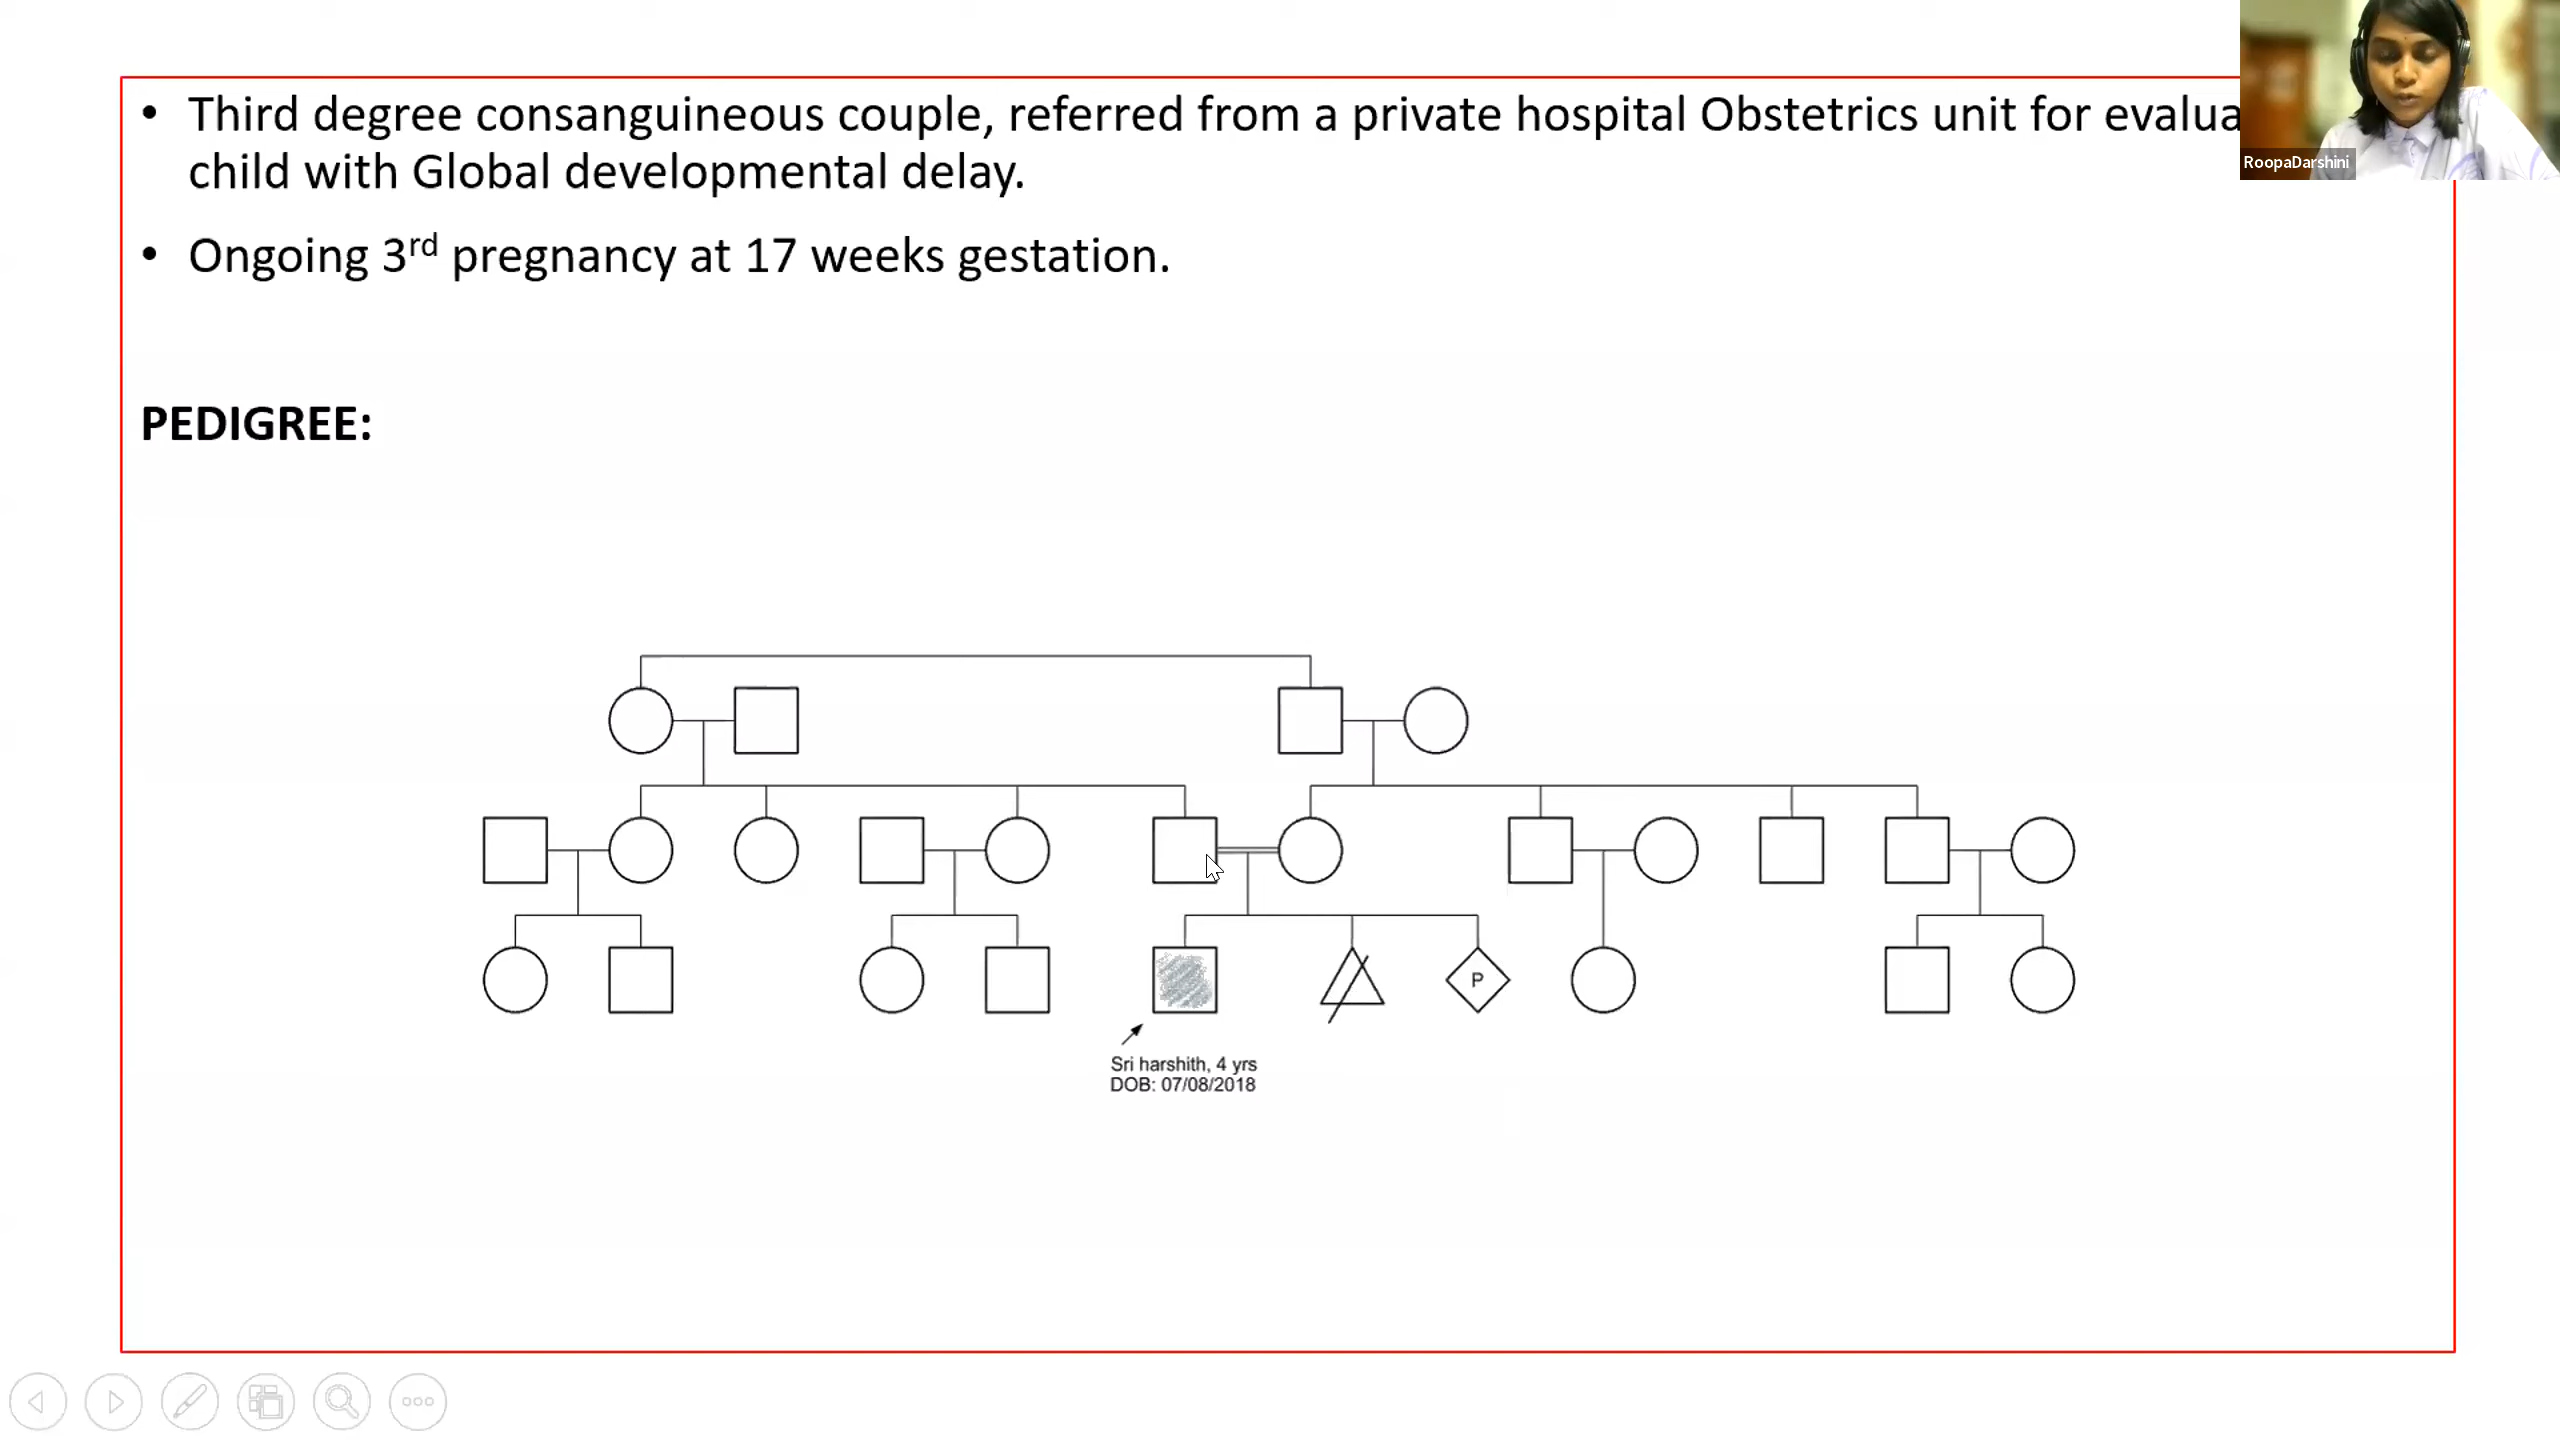 • Third degree consanguineous couple, referred from a private hospital Obstetrics unit for
child with Global developmental delay.
• Ongoing 3rd pregnancy at 17 weeks gestation.
PEDIGREE:
P
Sri harshith, 4 yrs
DOB: 07/08/2018
RoopaDarshini